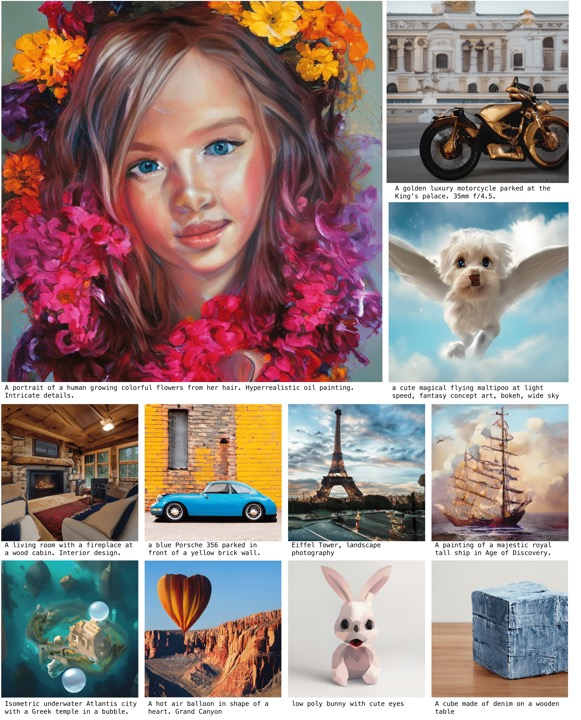 A golden luxury motorcycle parked at the
King's palace. 35mm f/4.5.
A portrait of a human growing colorful flowers from her hair. Hyperrealistic oil painting.
Intricate details.
a cute magical flying maltipoo at light
speed, fantasy concept art, bokeh, wide sky
A living room with a fireplace at
a wood cabin. Interior design.
a blue Porsche 356 parked in
front of a yellow brick wall.
Eiffel Tower, landscape
photography
A painting of a majestic royal
tall ship in Age of Discovery.
Isometric underwater Atlantis city
with a Greek temple in a bubble.
A hot air balloon in shape of a
heart. Grand Canyon
low poly bunny with cute eyes
A cube made of denim on a wooden
table